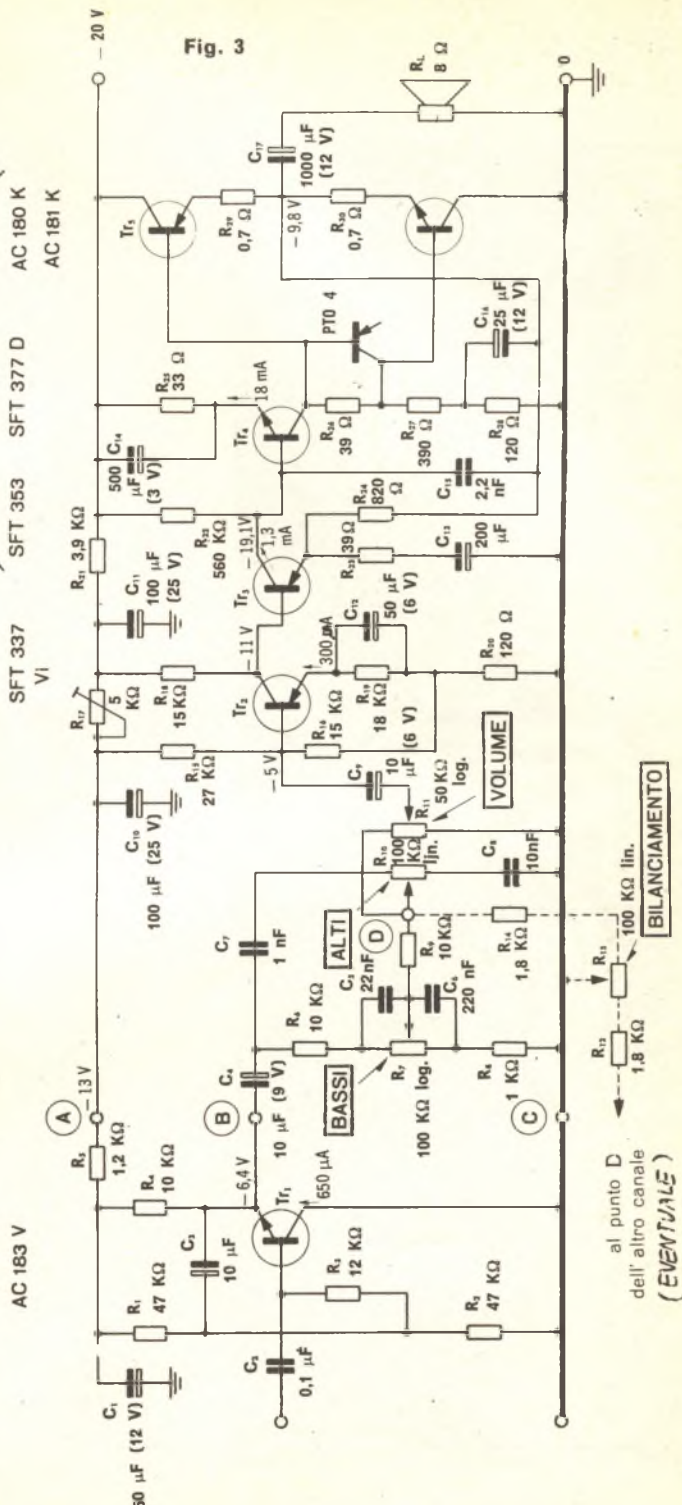 AC 183 V
SFT 337
Vi
SFT 353
SFT 377 D
AC 180 K
AC 181 K
Fig. 3
C₁
µF (12 V)
R₁
47 KΩ
C₂
10 µF
R₄
10 KΩ
R₅
1,2 KΩ
A
– 13 V
C₁₀
100 µF (25 V)
R₁₇
5
KΩ
C₁₁
100 µF
(25 V)
R₂₁ 3,9 KΩ
C₁₄
500
µF
(3 V)
R₂₅
33 Ω
– 20 V
– 6,4 V
Tr₁
650 µA
B
C₄
10 µF (9 V)
C₇
1 nF
R₁₅
27 KΩ
R₁₈
15 KΩ
– 5 V
– 11 V
Tr₂
300 mA
R₁₆
15 KΩ
R₁₉
18 KΩ
C₁₂
50
µF
(6 V)
R₂₂
560 KΩ
– 19,1 V
1,3
mA
Tr₃
18 mA
Tr₄
Tr₅
R₂₉
0,7 Ω
– 9,8 V
R₃₀
0,7 Ω
C₁₇
1000 µF
(12 V)
R_L
8 Ω
0,1 µF
12 KΩ
47 KΩ
R₆
10 KΩ
C₅
22 nF
C₆
220 nF
BASSI
R₇
100 KΩ log.
R₈
1 KΩ
R₉
10 KΩ
D
ALTI
R₁₀
100
KΩ
lin.
C₈
10 nF
C₉
10
µF
(6 V)
R₁₁
50 KΩ
log.
VOLUME
R₂₀
120 Ω
R₂₃
39 Ω
R₂₄
820
Ω
C₁₃
200
µF
C₁₅
2,2
nF
R₂₆
39 Ω
R₂₇
390
Ω
R₂₈
120 Ω
PTO 4
C₁₆
25 µF
(12 V)
C
R₁₄
1,8 KΩ
R₁₃
100 KΩ lin.
BILANCIAMENTO
R₁₂
1,8 KΩ
0
al punto D
dell'altro canale
(EVENTUALE)